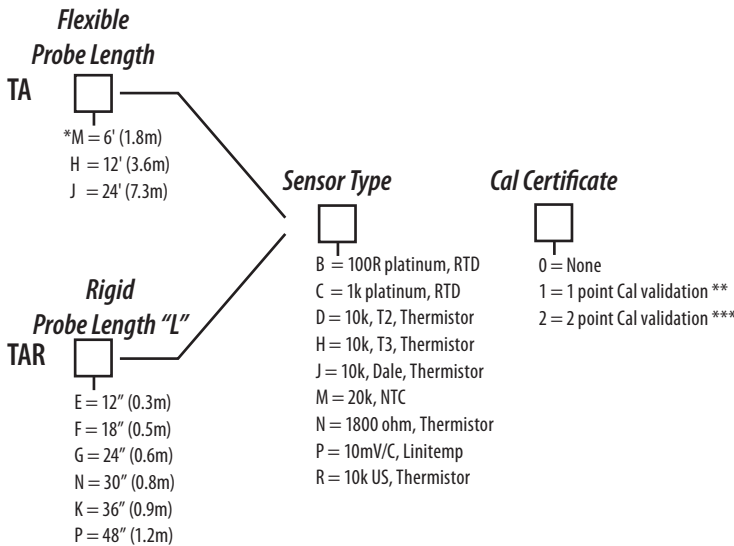 Flexible
Probe Length
TA
*M = 6' (1.8m)
H = 12' (3.6m)
J = 24' (7.3m)
Rigid
Probe Length “L”
TAR
E = 12” (0.3m)
F = 18” (0.5m)
G = 24” (0.6m)
N = 30” (0.8m)
K = 36” (0.9m)
P = 48” (1.2m)
Sensor Type
B = 100R platinum, RTD
C = 1k platinum, RTD
D = 10k, T2, Thermistor
H = 10k, T3, Thermistor
J = 10k, Dale, Thermistor
M = 20k, NTC
N = 1800 ohm, Thermistor
P = 10mV/C, Linitemp
R = 10k US, Thermistor
Cal Certificate
0 = None
1 = 1 point Cal validation **
2 = 2 point Cal validation ***